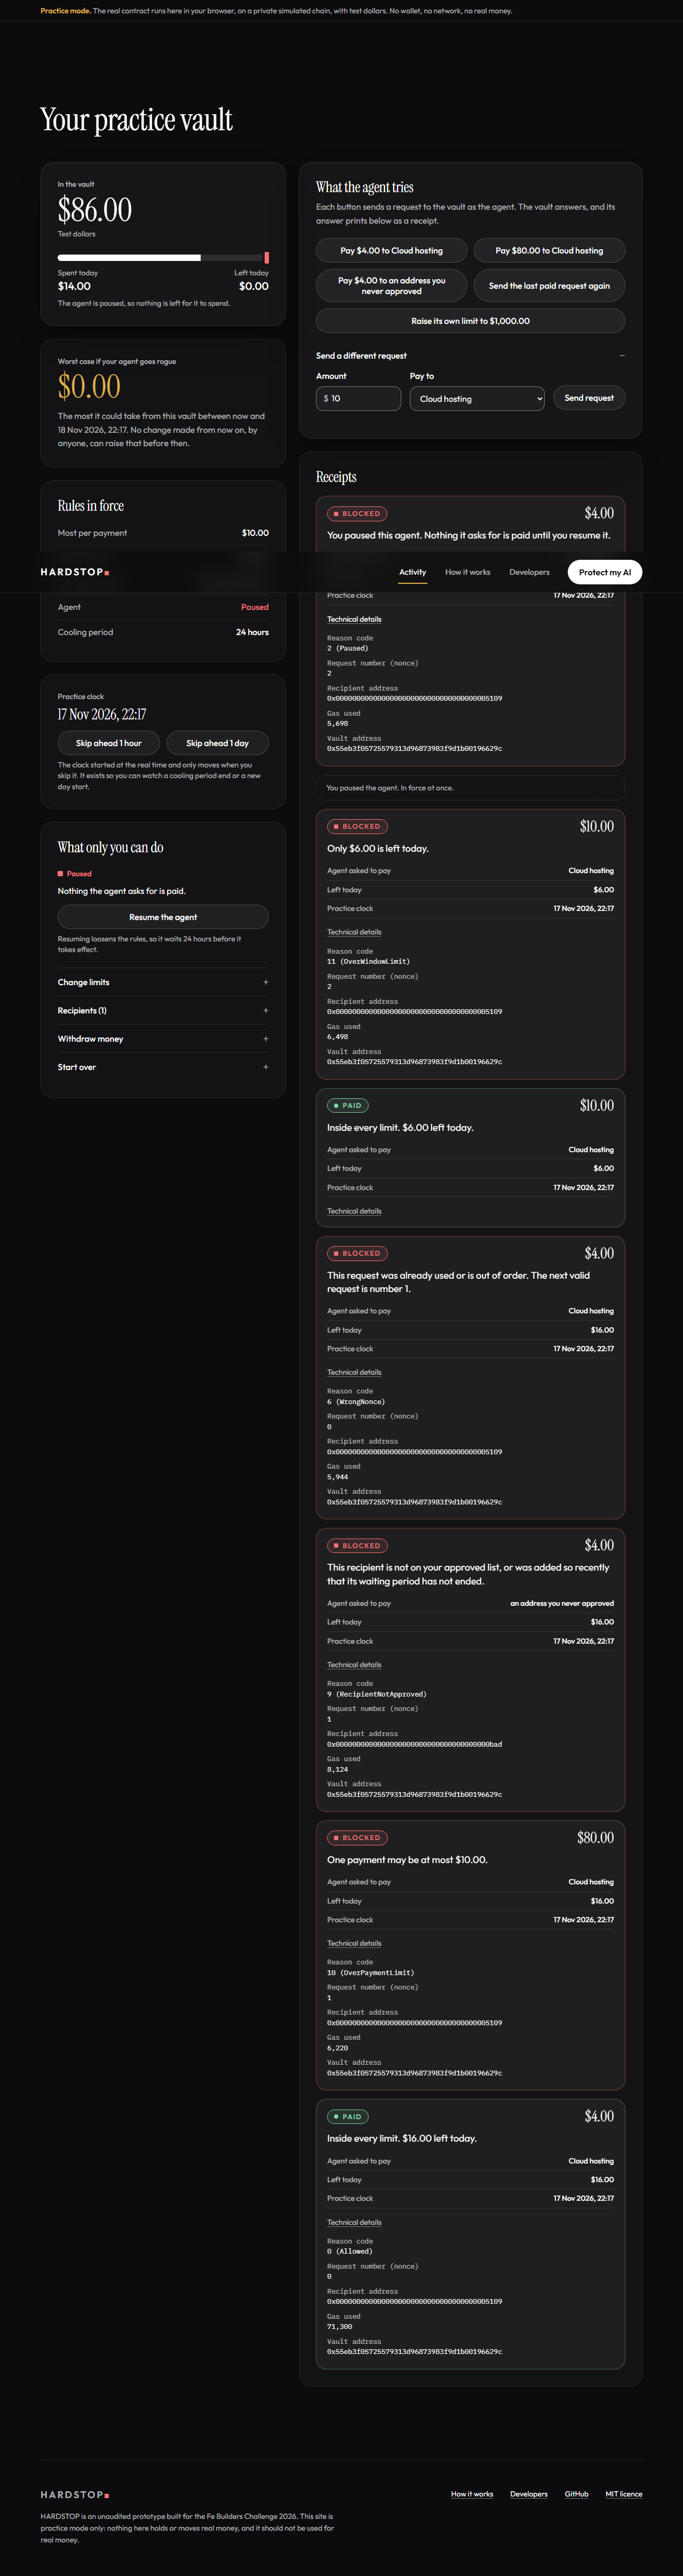 Practice mode. The real contract runs here in your browser, on a private simulated chain, with test dollars. No wallet, no network, no real money.
Your practice vault
In the vault
$86.00
Test dollars
Spent today
Left today
$14.00
$0.00
The agent is paused, so nothing is left for it to spend.
Worst case if your agent goes rogue
$0.00
The most it could take from this vault between now and
18 Nov 2026, 22:17. No change made from now on, by
anyone, can raise that before then.
Rules in force
Most per payment
$10.00
What the agent tries
Each button sends a request to the vault as the agent. The vault answers, and its
answer prints below as a receipt.
Pay $4.00 to Cloud hosting
Pay $80.00 to Cloud hosting
Pay $4.00 to an address you
never approved
Send the last paid request again
Raise its own limit to $1,000.00
Send a different request
−
Amount
Pay to
$ 10
Cloud hosting
Send request
Receipts
BLOCKED
$4.00
You paused this agent. Nothing it asks for is paid until you resume it.
HARDSTOP
Activity
How it works
Developers
Protect my AI
Agent
Paused
Cooling period
24 hours
Practice clock
17 Nov 2026, 22:17
Skip ahead 1 hour
Skip ahead 1 day
The clock started at the real time and only moves when you
skip it. It exists so you can watch a cooling period end or a new
day start.
What only you can do
Paused
Nothing the agent asks for is paid.
Resume the agent
Resuming loosens the rules, so it waits 24 hours before it
takes effect.
Change limits
+
Recipients (1)
+
Withdraw money
+
Start over
+
Practice clock
17 Nov 2026, 22:17
Technical details
Reason code
2 (Paused)
Request number (nonce)
2
Recipient address
0x0000000000000000000000000000000000005109
Gas used
5,698
Vault address
0x55eb3f05725579313d96873983f9d1b00196629c
You paused the agent. In force at once.
BLOCKED
$10.00
Only $6.00 is left today.
Agent asked to pay
Cloud hosting
Left today
$6.00
Practice clock
17 Nov 2026, 22:17
Technical details
Reason code
11 (OverWindowLimit)
Request number (nonce)
2
Recipient address
0x0000000000000000000000000000000000005109
Gas used
6,498
Vault address
0x55eb3f05725579313d96873983f9d1b00196629c
PAID
$10.00
Inside every limit. $6.00 left today.
Agent asked to pay
Cloud hosting
Left today
$6.00
Practice clock
17 Nov 2026, 22:17
Technical details
BLOCKED
$4.00
This request was already used or is out of order. The next valid
request is number 1.
Agent asked to pay
Cloud hosting
Left today
$16.00
Practice clock
17 Nov 2026, 22:17
Technical details
Reason code
6 (WrongNonce)
Request number (nonce)
0
Recipient address
0x0000000000000000000000000000000000005109
Gas used
5,944
Vault address
0x55eb3f05725579313d96873983f9d1b00196629c
BLOCKED
$4.00
This recipient is not on your approved list, or was added so recently
that its waiting period has not ended.
Agent asked to pay
an address you never approved
Left today
$16.00
Practice clock
17 Nov 2026, 22:17
Technical details
Reason code
9 (RecipientNotApproved)
Request number (nonce)
1
Recipient address
0x0000000000000000000000000000000000000bad
Gas used
8,124
Vault address
0x55eb3f05725579313d96873983f9d1b00196629c
BLOCKED
$80.00
One payment may be at most $10.00.
Agent asked to pay
Cloud hosting
Left today
$16.00
Practice clock
17 Nov 2026, 22:17
Technical details
Reason code
10 (OverPaymentLimit)
Request number (nonce)
1
Recipient address
0x0000000000000000000000000000000000005109
Gas used
6,220
Vault address
0x55eb3f05725579313d96873983f9d1b00196629c
PAID
$4.00
Inside every limit. $16.00 left today.
Agent asked to pay
Cloud hosting
Left today
$16.00
Practice clock
17 Nov 2026, 22:17
Technical details
Reason code
0 (Allowed)
Request number (nonce)
0
Recipient address
0x0000000000000000000000000000000000005109
Gas used
71,300
Vault address
0x55eb3f05725579313d96873983f9d1b00196629c
HARDSTOP
How it works
Developers
GitHub
MIT licence
HARDSTOP is an unaudited prototype built for the Fe Builders Challenge 2026. This site is
practice mode only: nothing here holds or moves real money, and it should not be used for
real money.